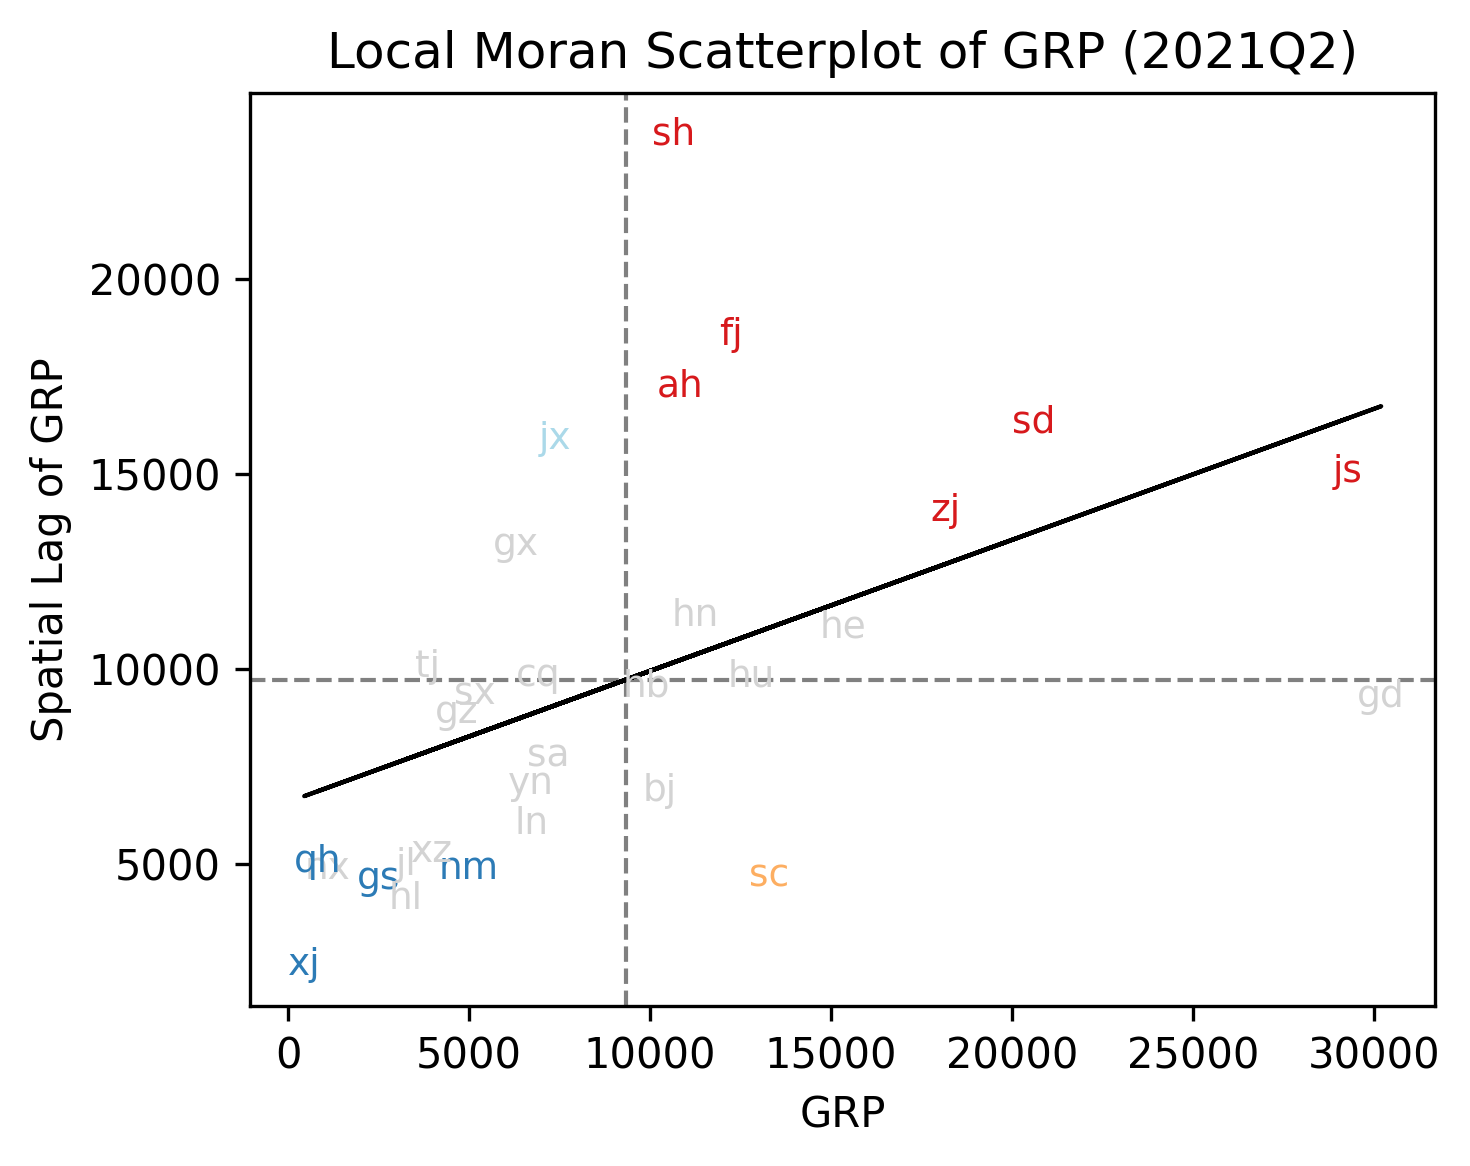 Local Moran Scatterplot of GRP (2021Q2)
sh
20000
fj
ah
sd
jx
15000
js
zj
gx
hn
he
Spatial Lag of GRP
10000
tj
cq
hu
hb
sx
gd
gz
sa
yn
bj
ln
xz
5000
qh
nx
jl
nm
gs
sc
hl
xj
0
5000
10000
15000
20000
25000
30000
GRP